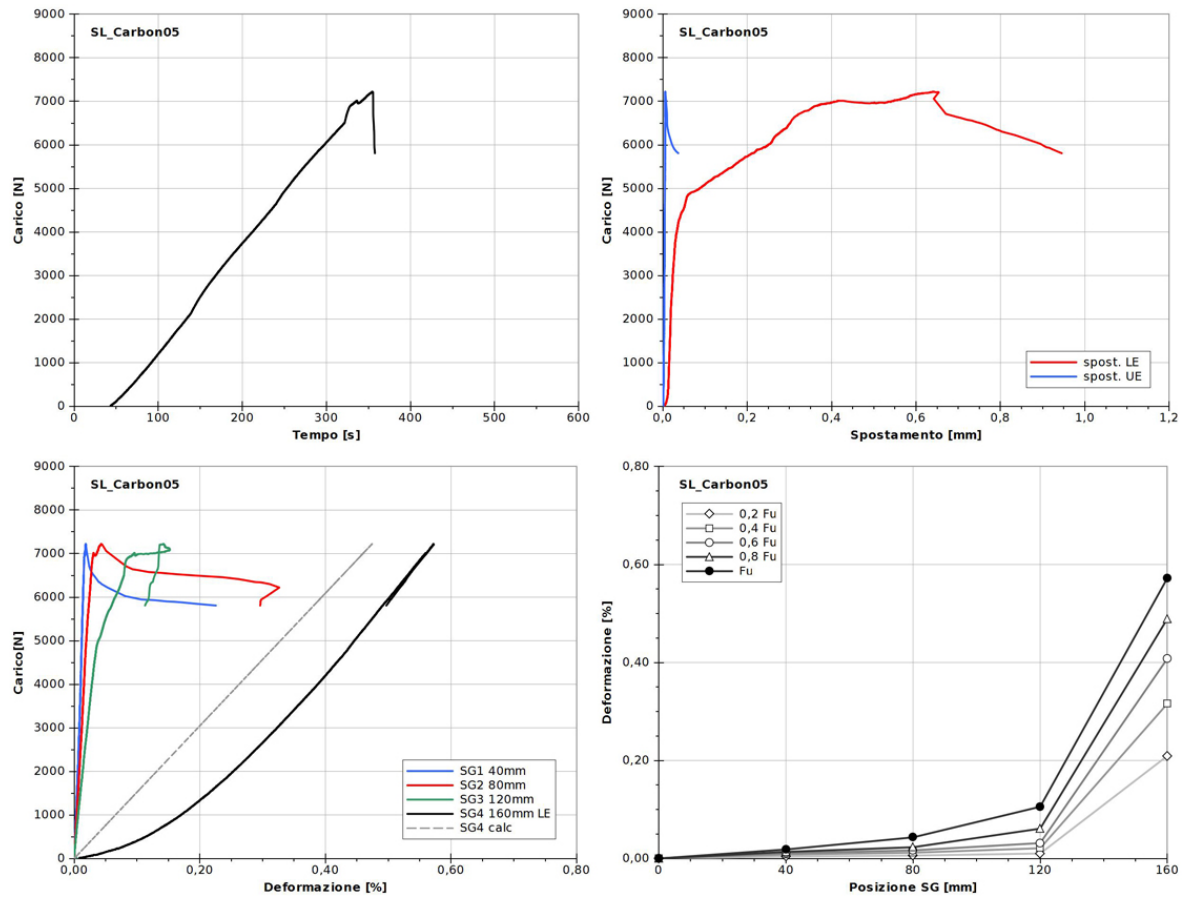 SL_Carbon05
9000
8000
7000
6000
5000
4000
3000
2000
1000
0
Carico [N]
0 100 200 300 400 500 600
Tempo [s]
SL_Carbon05
9000
8000
7000
6000
5000
4000
3000
2000
1000
0
Carico [N]
spost. LE
spost. UE
0,0 0,2 0,4 0,6 0,8 1,0 1,2
Spostamento [mm]
SL_Carbon05
9000
8000
7000
6000
5000
4000
3000
2000
1000
0
Carico[N]
SG1 40mm
SG2 80mm
SG3 120mm
SG4 160mm LE
SG4 calc
0,00 0,20 0,40 0,60 0,80
Deformazione [%]
SL_Carbon05
0,80
0,60
0,40
0,20
0,00
Deformazione [%]
0,2 Fu
0,4 Fu
0,6 Fu
0,8 Fu
Fu
0 40 80 120 160
Posizione SG [mm]